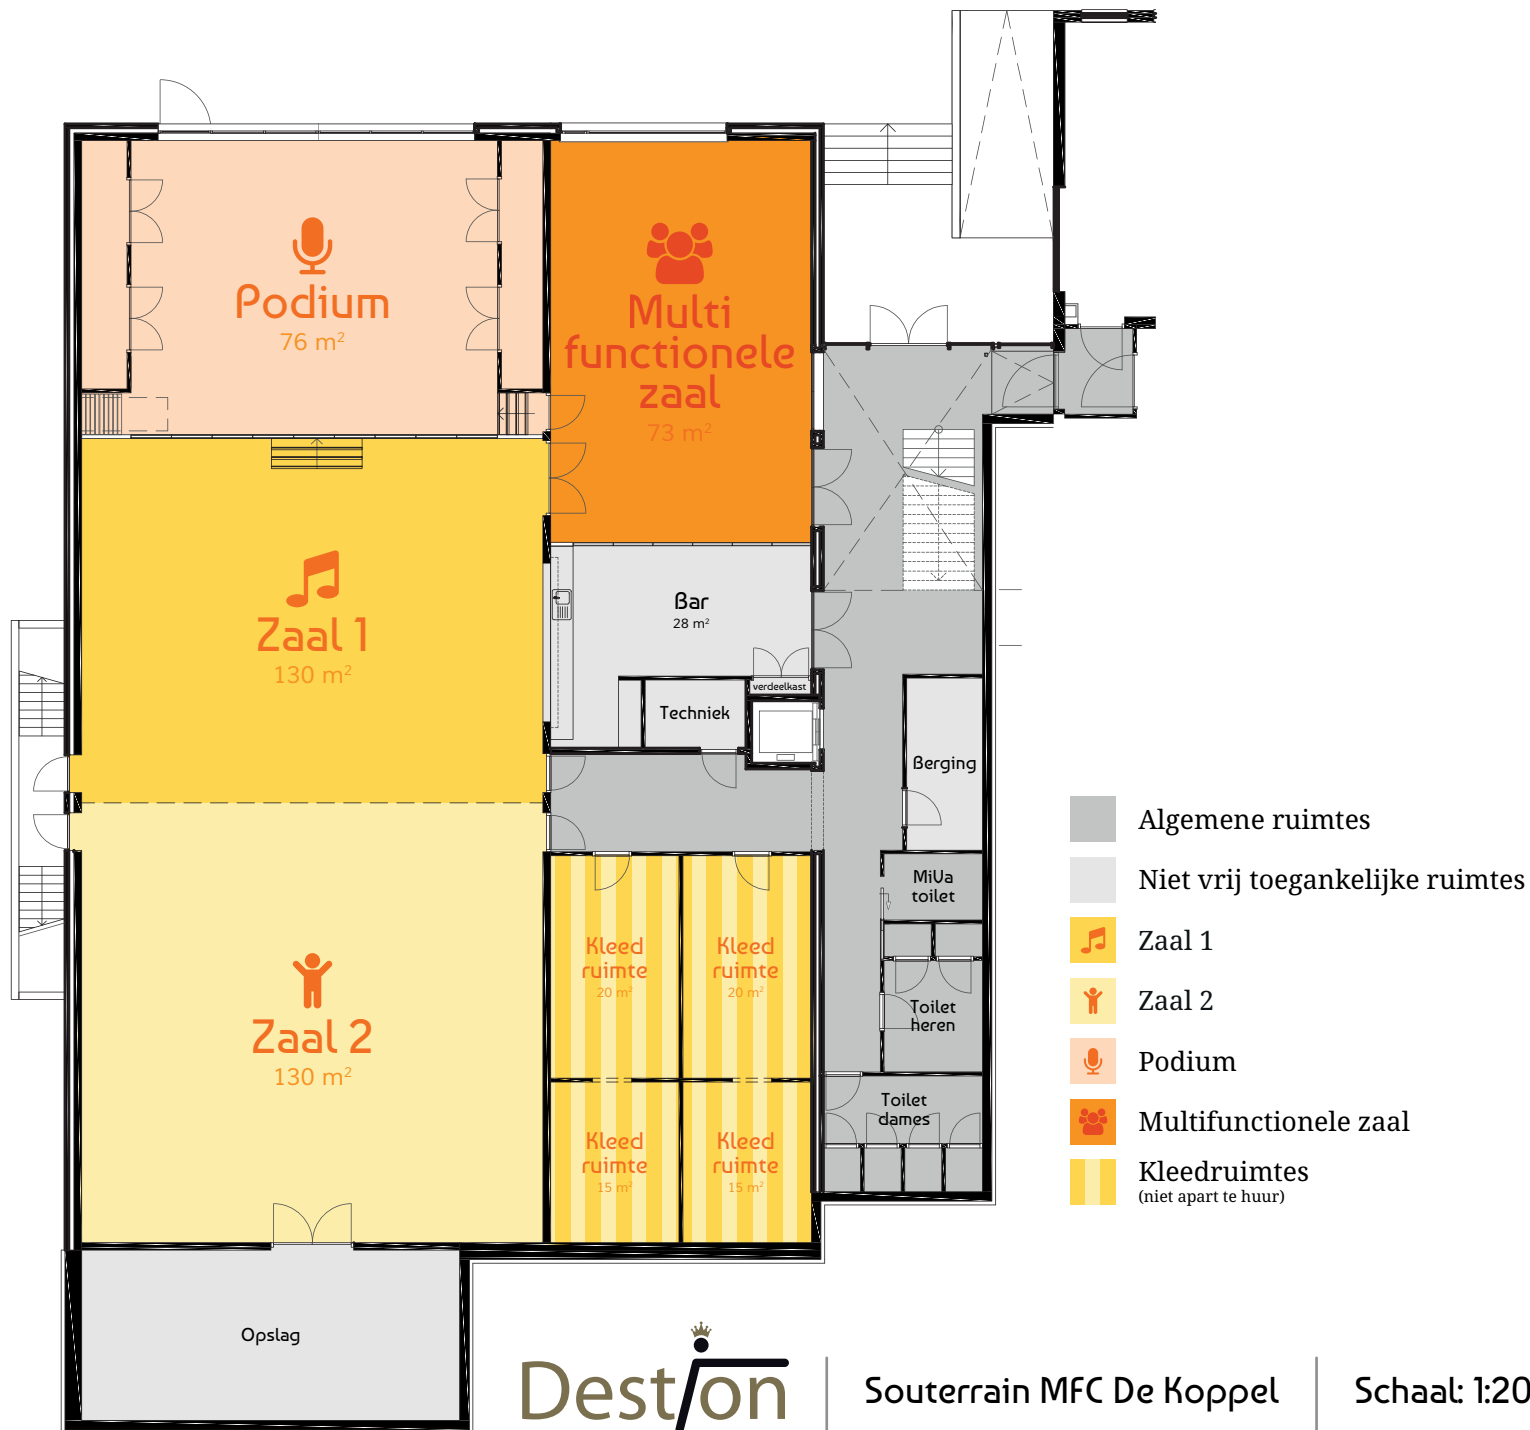 Podium
76 m²
Multi
functionele
zaal
73 m²
Zaal 1
130 m²
Bar
28 m²
verdeelkast
Techniek
Berging
MiVa
toilet
Kleed
ruimte
20 m²
Kleed
ruimte
20 m²
Toilet
heren
Zaal 2
130 m²
Toilet
dames
Kleed
ruimte
15 m²
Kleed
ruimte
15 m²
Opslag
Algemene ruimtes
Niet vrij toegankelijke ruimtes
Zaal 1
Zaal 2
Podium
Multifunctionele zaal
Kleedruimtes
(niet apart te huur)
Destion
Souterrain MFC De Koppel
Schaal: 1:20